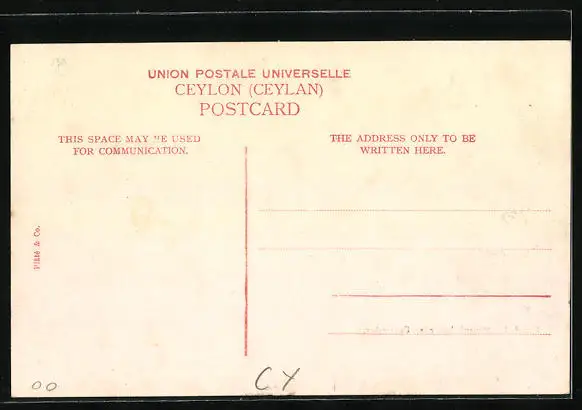 UNION POSTALE UNIVERSELLE
CEYLON (CEYLAN)
POSTCARD
THIS SPACE MAY BE USED
FOR COMMUNICATION.
THE ADDRESS ONLY TO BE
WRITTEN HERE.
Plâté & Co.
00
CY